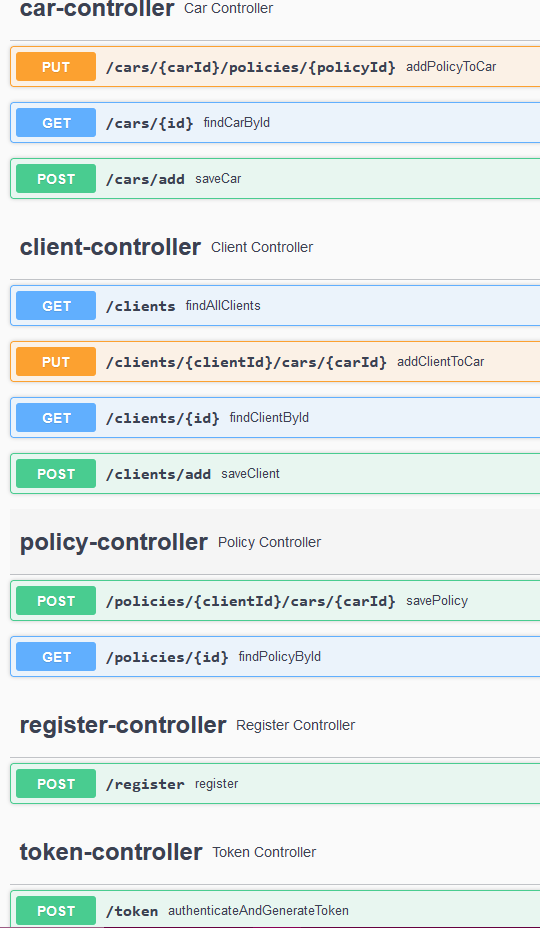 car-controller Car Controller
PUT /cars/{carId}/policies/{policyId} addPolicyToCar
GET /cars/{id} findCarById
POST /cars/add saveCar
client-controller Client Controller
GET /clients findAllClients
PUT /clients/{clientId}/cars/{carId} addClientToCar
GET /clients/{id} findClientById
POST /clients/add saveClient
policy-controller Policy Controller
POST /policies/{clientId}/cars/{carId} savePolicy
GET /policies/{id} findPolicyById
register-controller Register Controller
POST /register register
token-controller Token Controller
POST /token authenticateAndGenerateToken